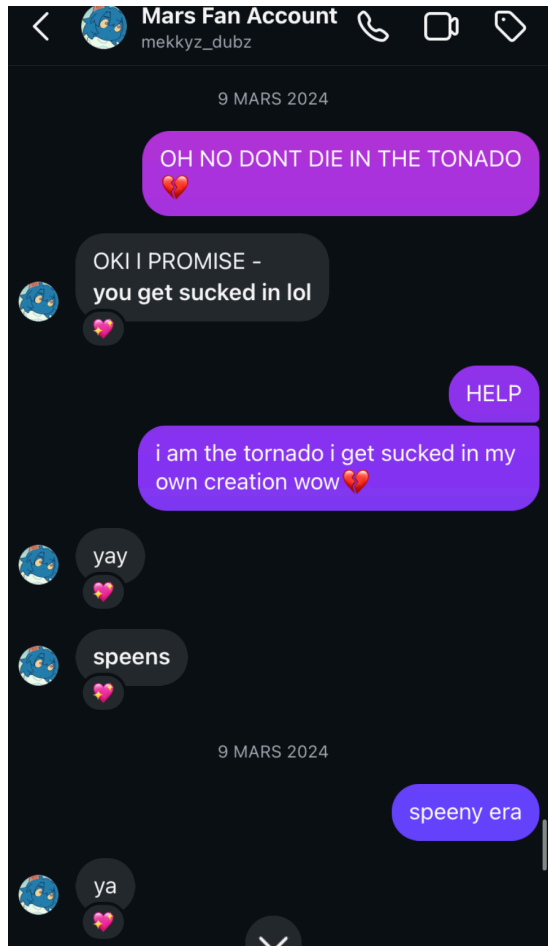 Mars Fan Account
mekkyz_dubz
9 MARS 2024
OH NO DONT DIE IN THE TONADO
💔
OKI I PROMISE -
you get sucked in lol
💖
HELP
i am the tornado i get sucked in my
own creation wow💔
yay
💖
speens
💖
9 MARS 2024
speeny era
ya
💖